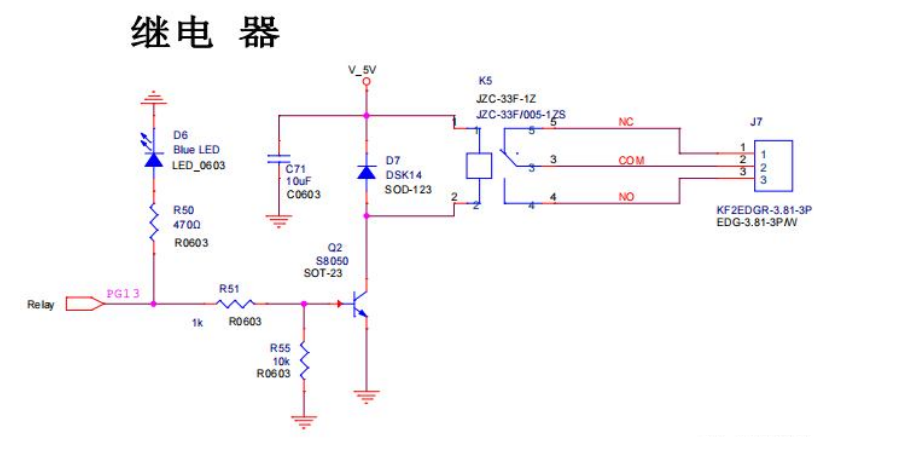 继电 器
V_5V
K5
JZC-33F-1Z
JZC-33F/005-1ZS
J7
D6
Blue LED
LED_0603
C71
10uF
C0603
D7
DSK14
SOD-123
1
1
2
2
5
5
NC
3
3
COM
4
4
NO
1
2
3
1
2
3
KF2EDGR-3.81-3P
EDG-3.81-3P/W
R50
470Ω
R0603
Q2
S8050
SOT-23
Relay
PG13
R51
1k
R0603
R55
10k
R0603